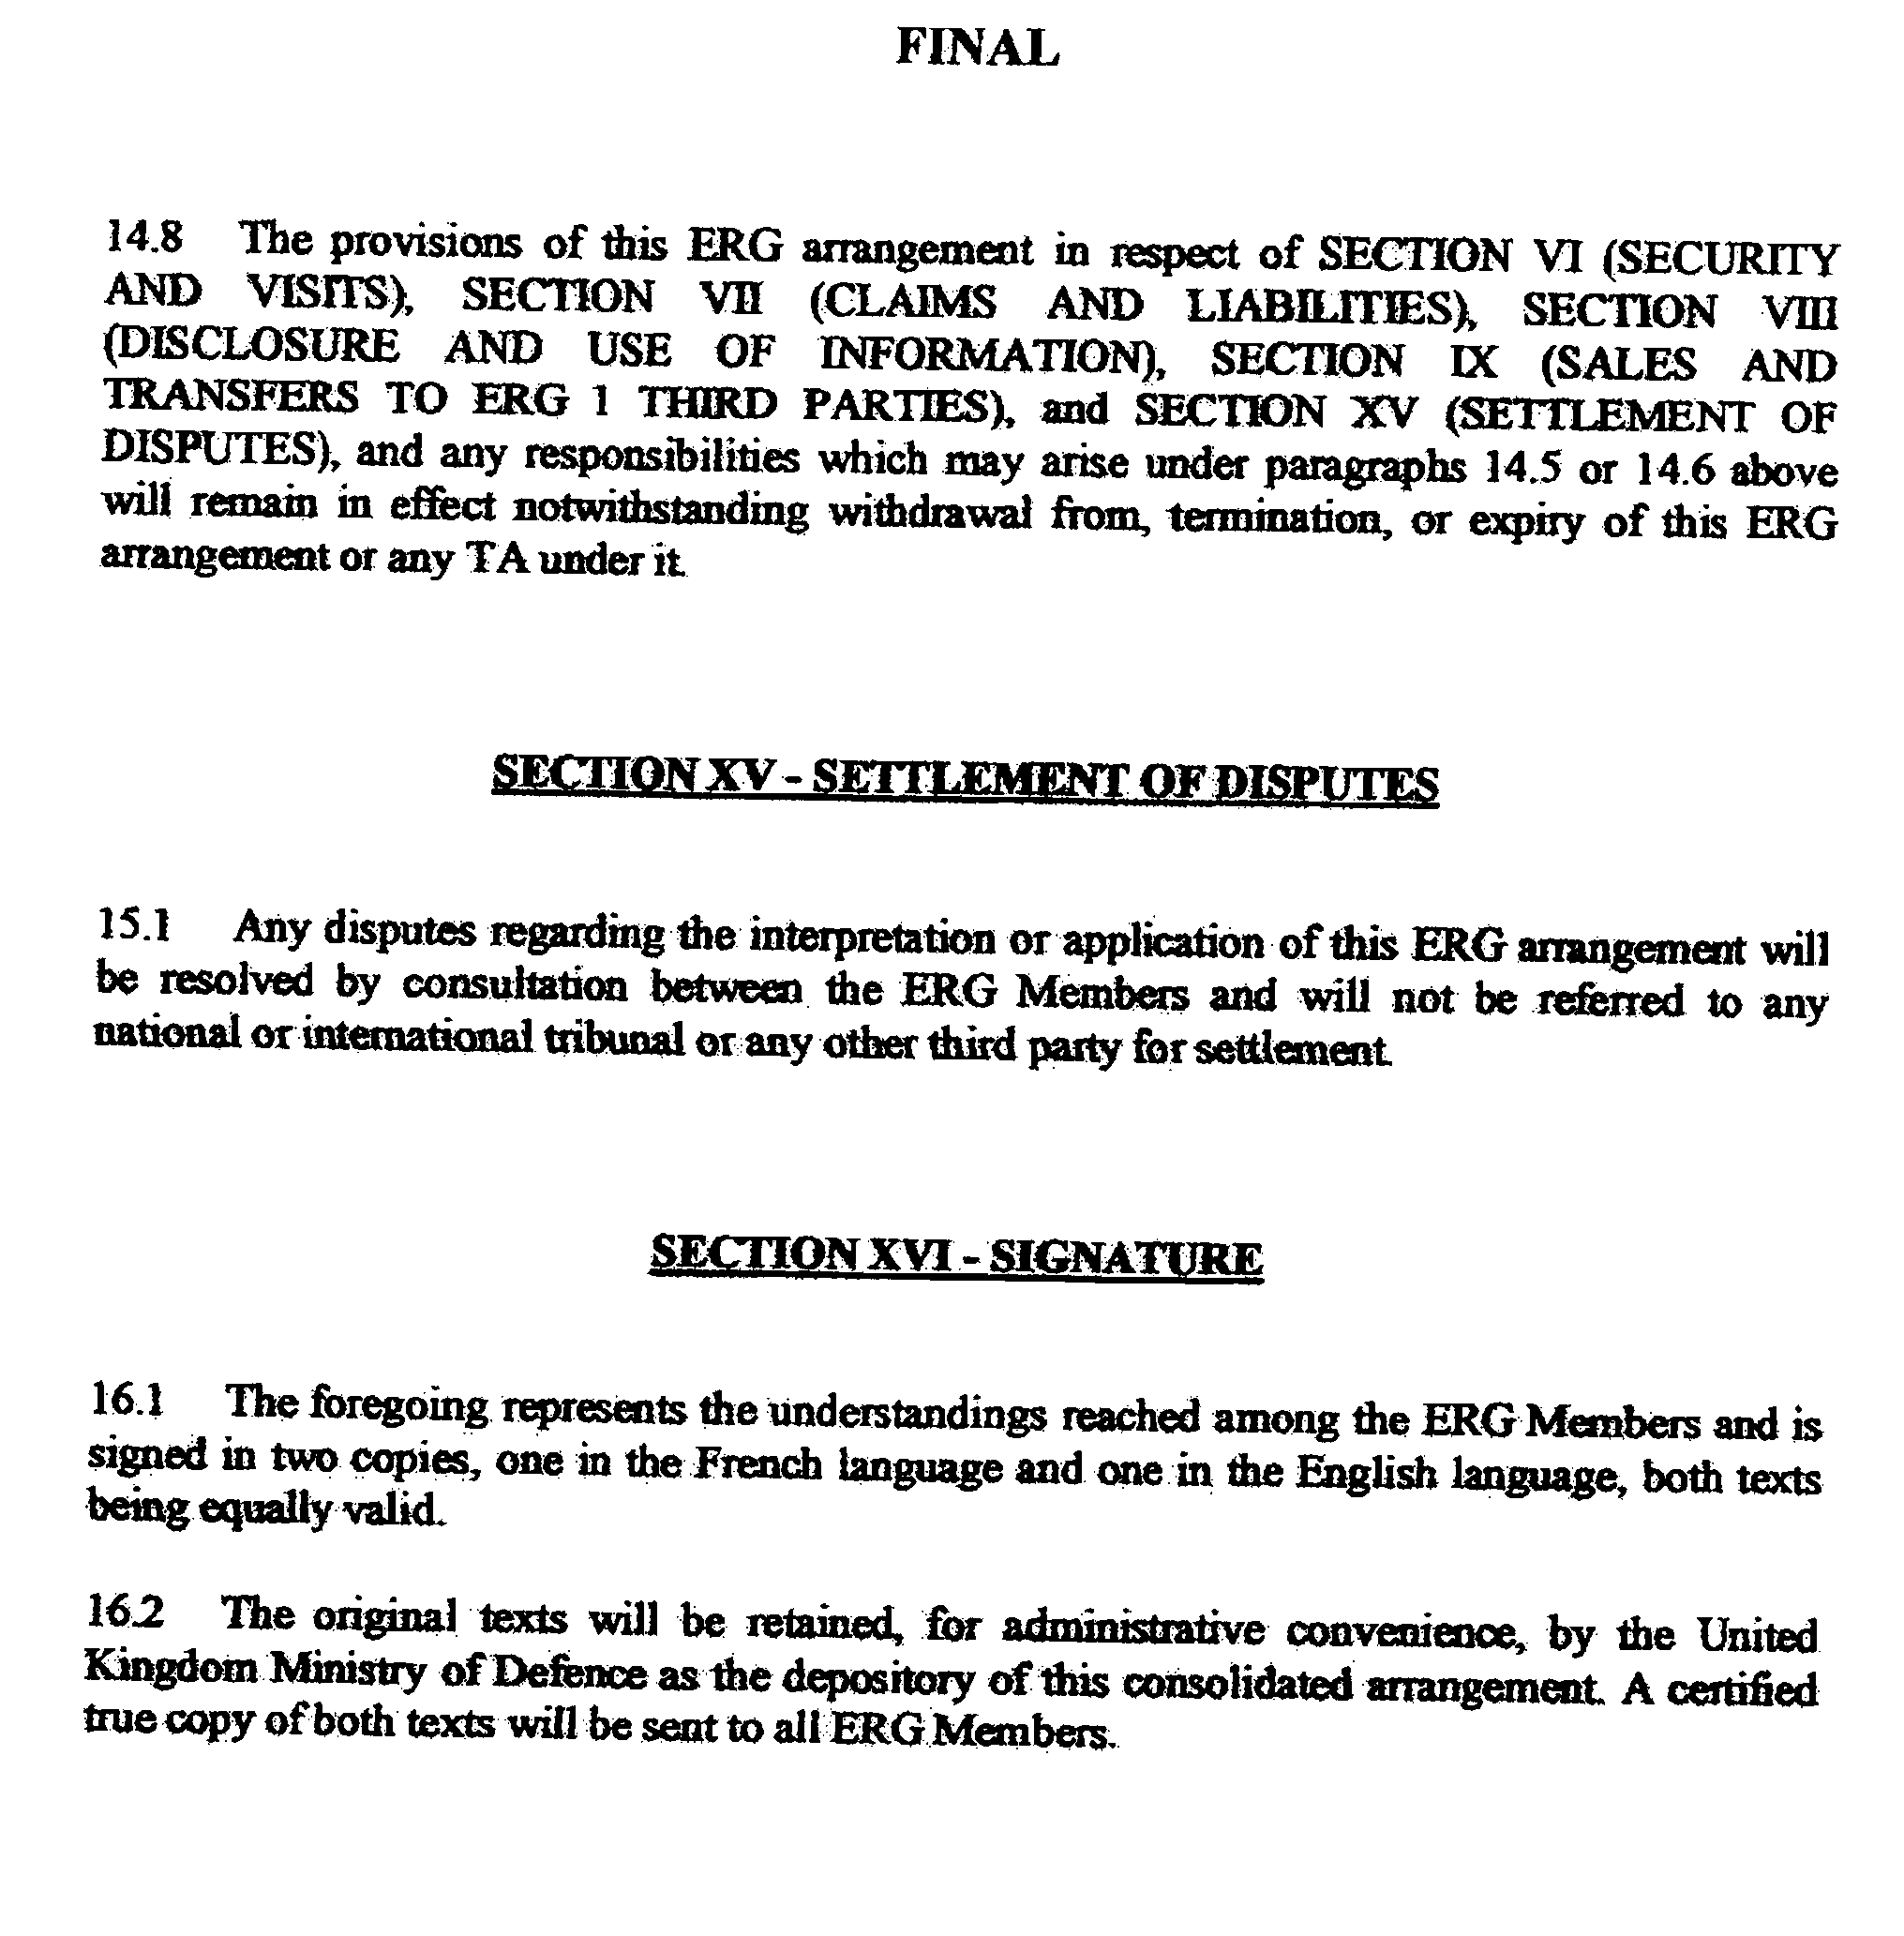 FINAL
14.8 The provisions of this ERG arrangement in respect of SECTION VI (SECURITY
AND VISITS), SECTION VII (CLAIMS AND LIABILITIES), SECTION VIII
(DISCLOSURE AND USE OF INFORMATION), SECTION IX (SALES AND
TRANSFERS TO ERG 1 THIRD PARTIES), and SECTION XV (SETTLEMENT OF
DISPUTES), and any responsibilities which may arise under paragraphs 14.5 or 14.6 above
will remain in effect notwithstanding withdrawal from, termination, or expiry of this ERG
arrangement or any TA under it.
SECTION XV - SETTLEMENT OF DISPUTES
15.1 Any disputes regarding the interpretation or application of this ERG arrangement will
be resolved by consultation between the ERG Members and will not be referred to any
national or international tribunal or any other third party for settlement.
SECTION XVI - SIGNATURE
16.1 The foregoing represents the understandings reached among the ERG Members and is
signed in two copies, one in the French language and one in the English language, both texts
being equally valid.
16.2 The original texts will be retained, for administrative convenience, by the United
Kingdom Ministry of Defence as the depository of this consolidated arrangement. A certified
true copy of both texts will be sent to all ERG Members.